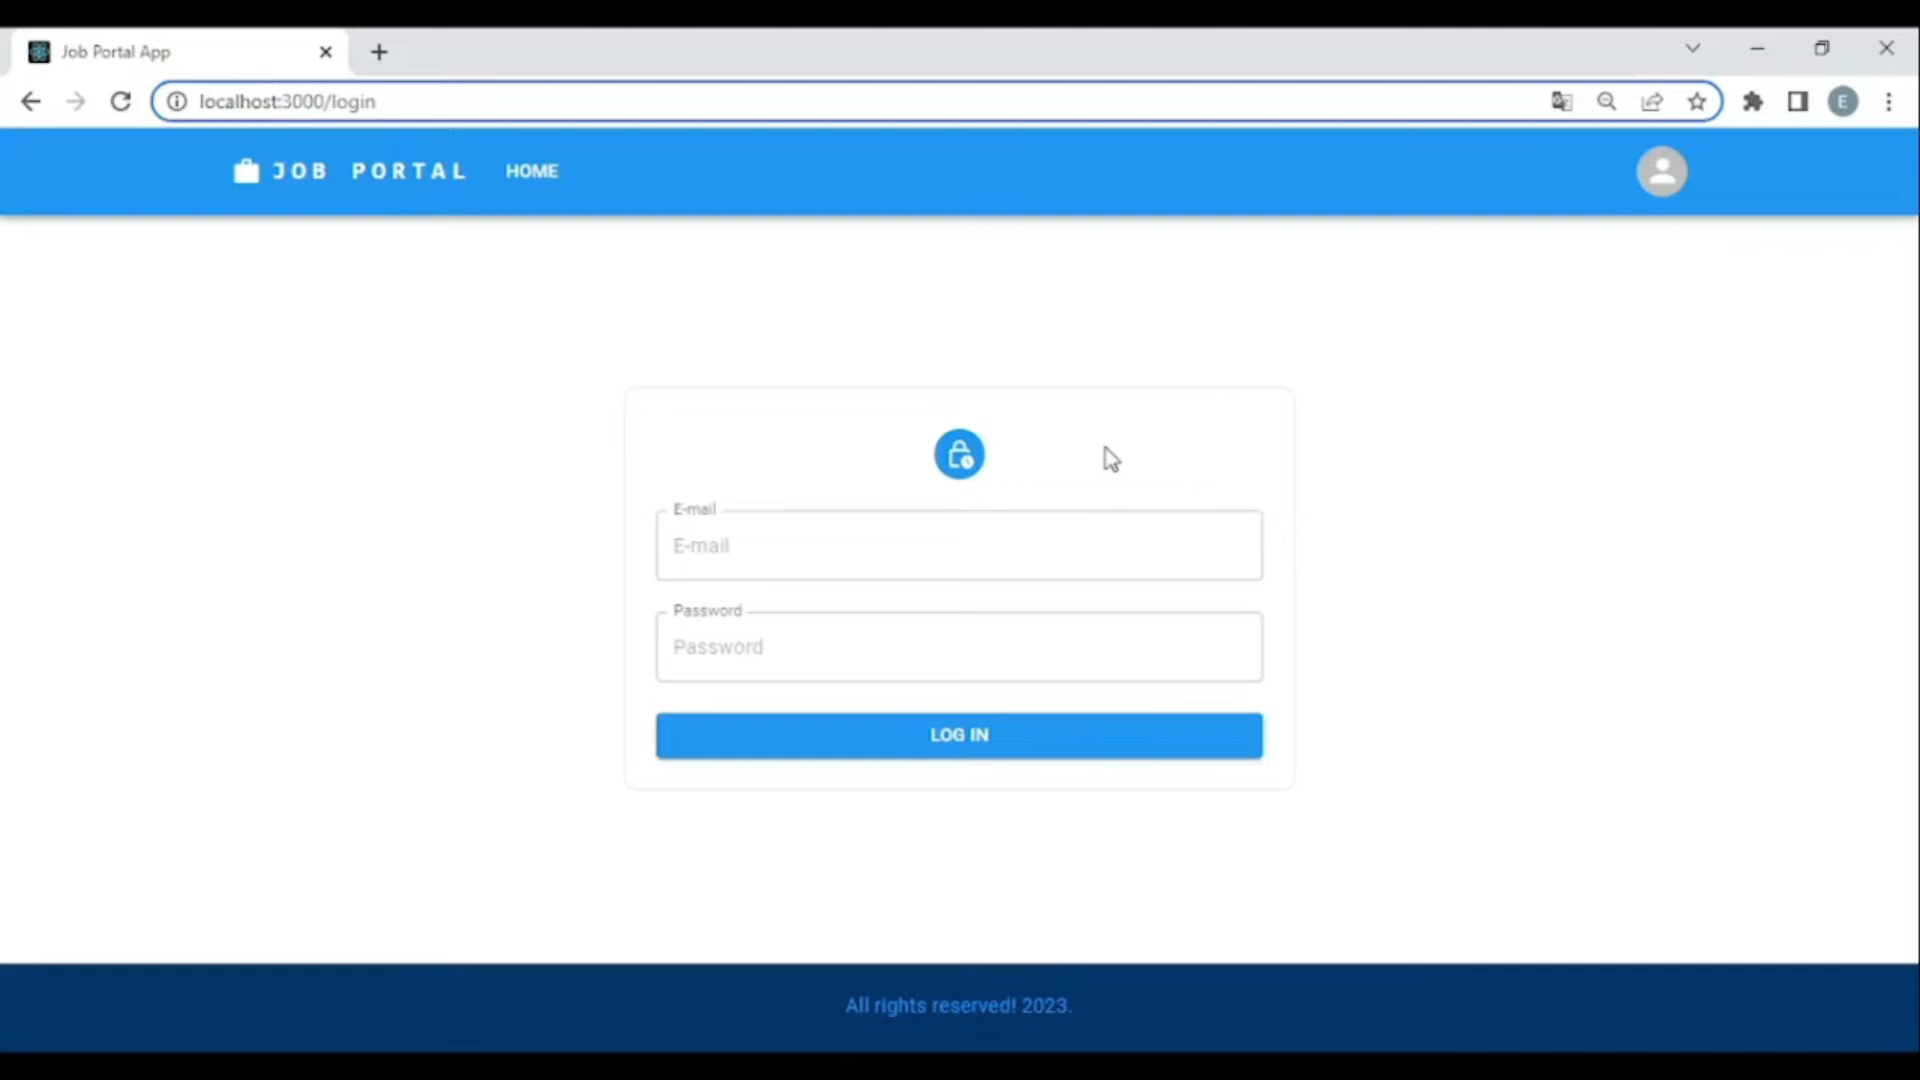 Job Portal App
localhost:3000/login
E
JOB PORTAL HOME
E-mail
E-mail
Password
Password
LOG IN
All rights reserved! 2023.